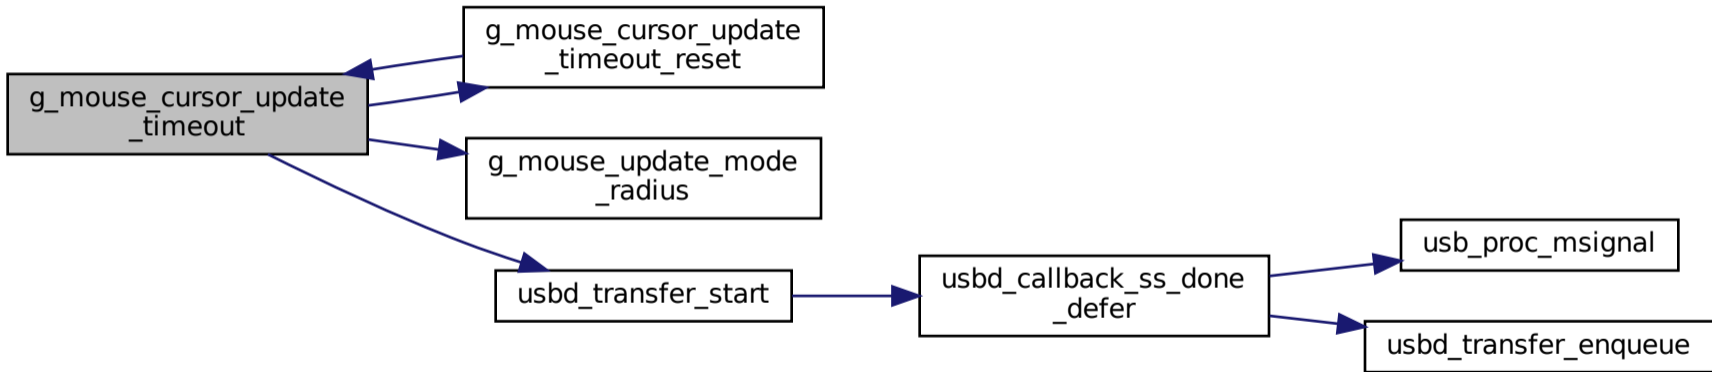 g_mouse_cursor_update
_timeout
g_mouse_cursor_update
_timeout_reset
g_mouse_update_mode
_radius
usbd_transfer_start
usbd_callback_ss_done
_defer
usb_proc_msignal
usbd_transfer_enqueue